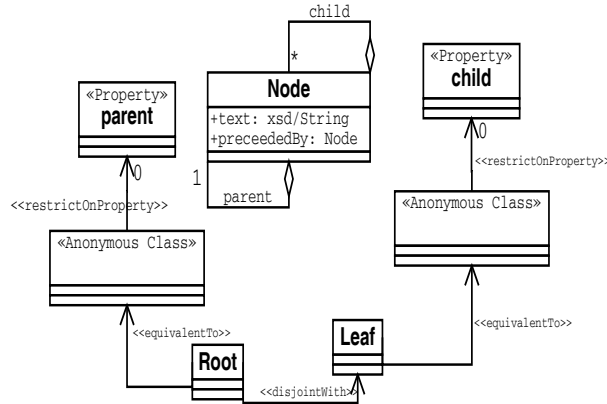 child
*
«Property»
child
«Property»
parent
Node
+text: xsd/String
+preceededBy: Node
0
0
1
parent
<<restrictOnProperty>>
<<restrictOnProperty>>
«Anonymous Class»
«Anonymous Class»
<<equivalentTo>>
<<equivalentTo>>
Leaf
Root
<<disjointWith>>